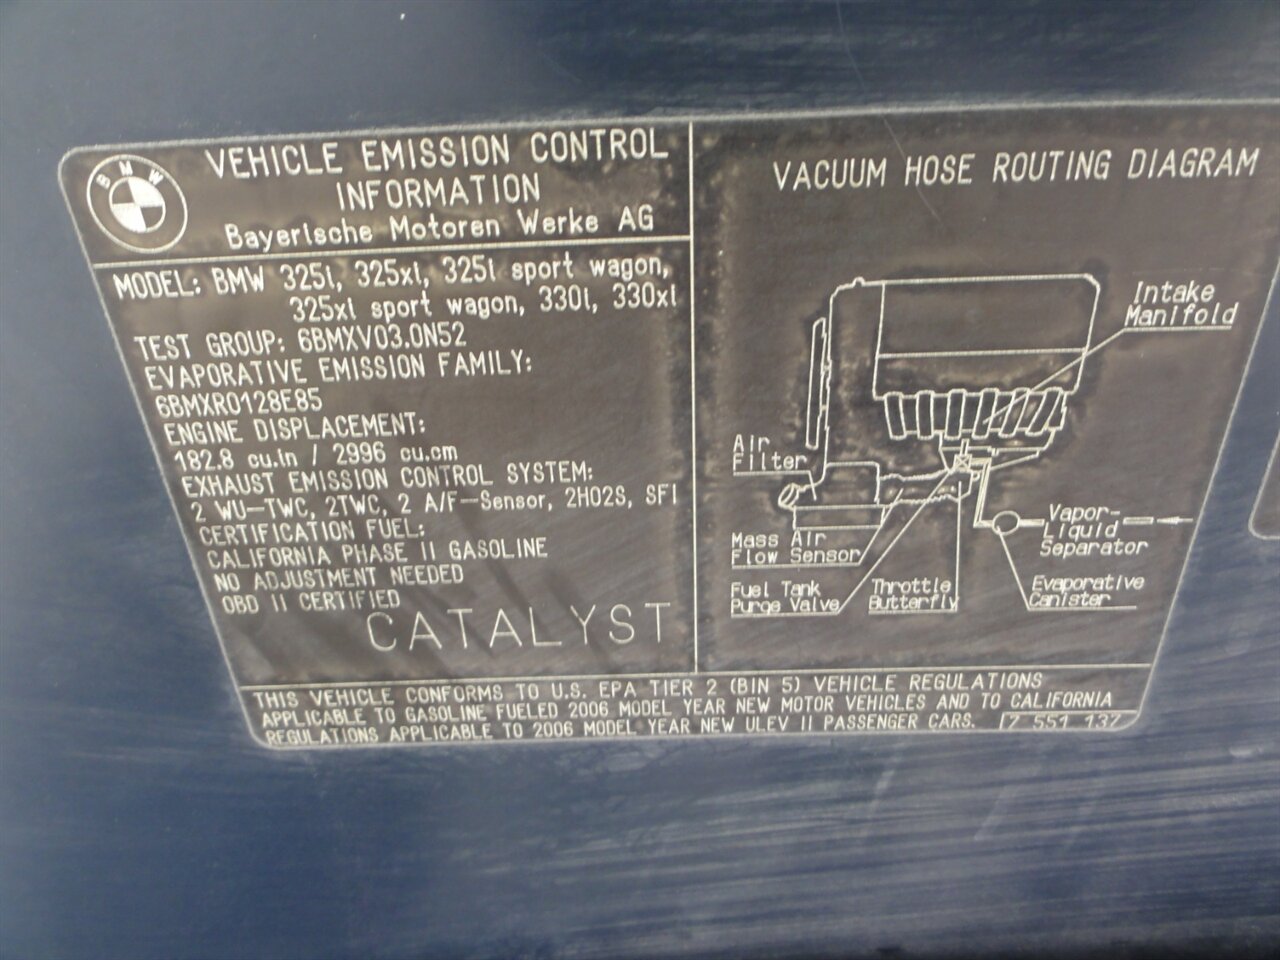 BMW
VEHICLE EMISSION CONTROL
INFORMATION
Bayerische Motoren Werke AG
MODEL: BMW 325i, 325xi, 325i sport wagon,
325xi sport wagon, 330i, 330xi
TEST GROUP: 6BMXV03.0N52
EVAPORATIVE EMISSION FAMILY:
6BMXR0128E85
ENGINE DISPLACEMENT:
182.8 cu.in / 2996 cu.cm
EXHAUST EMISSION CONTROL SYSTEM:
2 WU-TWC, 2TWC, 2 A/F-Sensor, 2HO2S, SFI
CERTIFICATION FUEL:
CALIFORNIA PHASE II GASOLINE
NO ADJUSTMENT NEEDED
OBD II CERTIFIED
CATALYST
VACUUM HOSE ROUTING DIAGRAM
Intake
Manifold
Air
Filter
Mass Air
Flow Sensor
Fuel Tank
Purge Valve
Throttle
Butterfly
Vapor-
Liquid
Separator
Evaporative
Canister
THIS VEHICLE CONFORMS TO U.S. EPA TIER 2 (BIN 5) VEHICLE REGULATIONS
APPLICABLE TO GASOLINE FUELED 2006 MODEL YEAR NEW MOTOR VEHICLES AND TO CALIFORNIA
REGULATIONS APPLICABLE TO 2006 MODEL YEAR NEW ULEV II PASSENGER CARS. 7 551 137